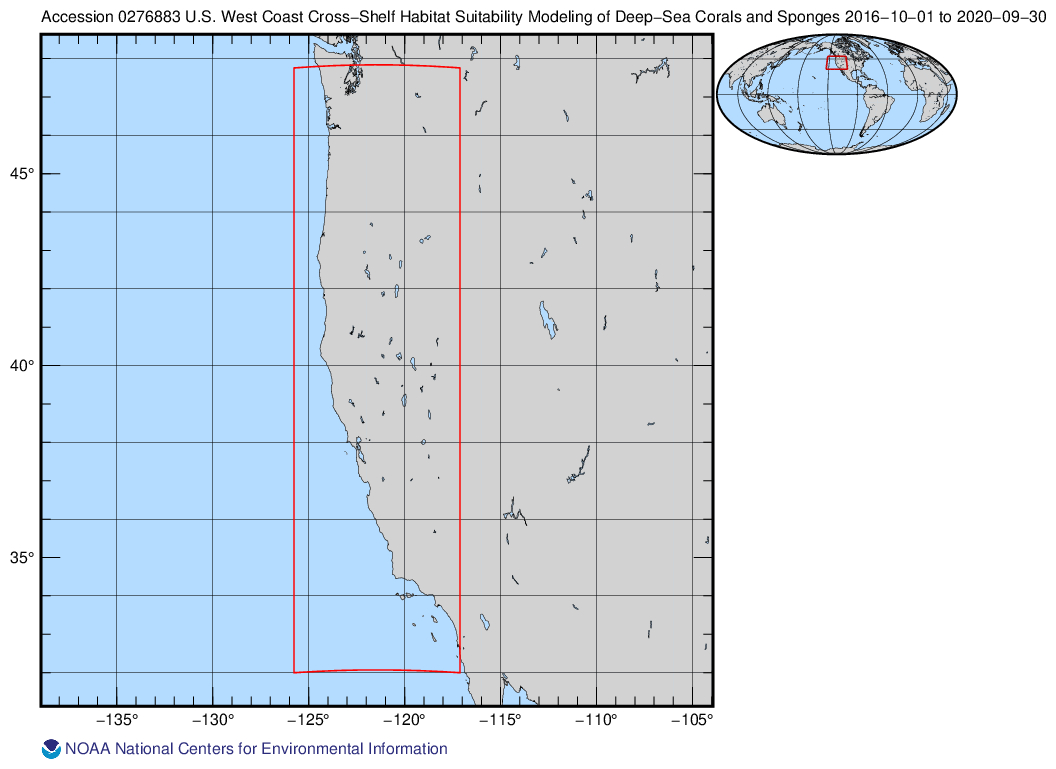 Accession 0276883 U.S. West Coast Cross−Shelf Habitat Suitability Modeling of Deep−Sea Corals and Sponges 2016−10−01 to 2020−09−30
45°
40°
35°
−135° −130° −125° −120° −115° −110° −105°
NOAA National Centers for Environmental Information